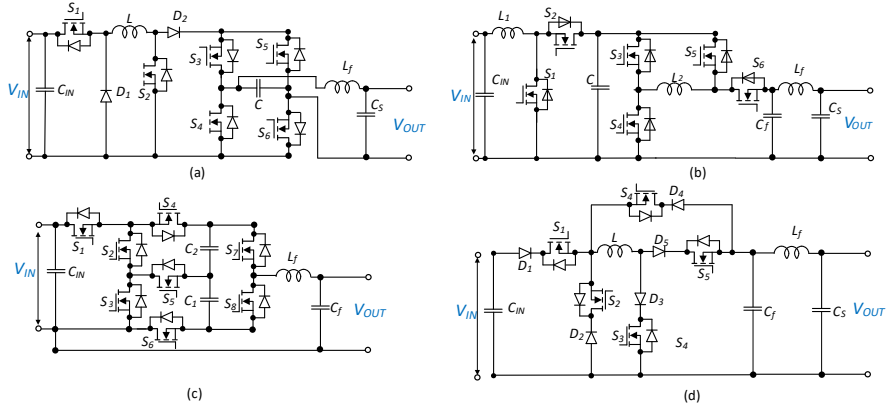 S1 L D2
S3 S5
VIN CIN D1 S2 C Lf
S4 S6 CS VOUT
(a)
L1 S2
S3 S5 S6 Lf
VIN CIN S1 C L2
S4 Cf CS VOUT
(b)
S4
S1 S2 C2 S7 Lf
VIN CIN
S3 S5 C1 S8 Cf VOUT
S6
(c)
S4 D4
S1 L D5 Lf
D1 S5
VIN CIN S2 D3 Cf CS VOUT
D2 S3 S4
(d)